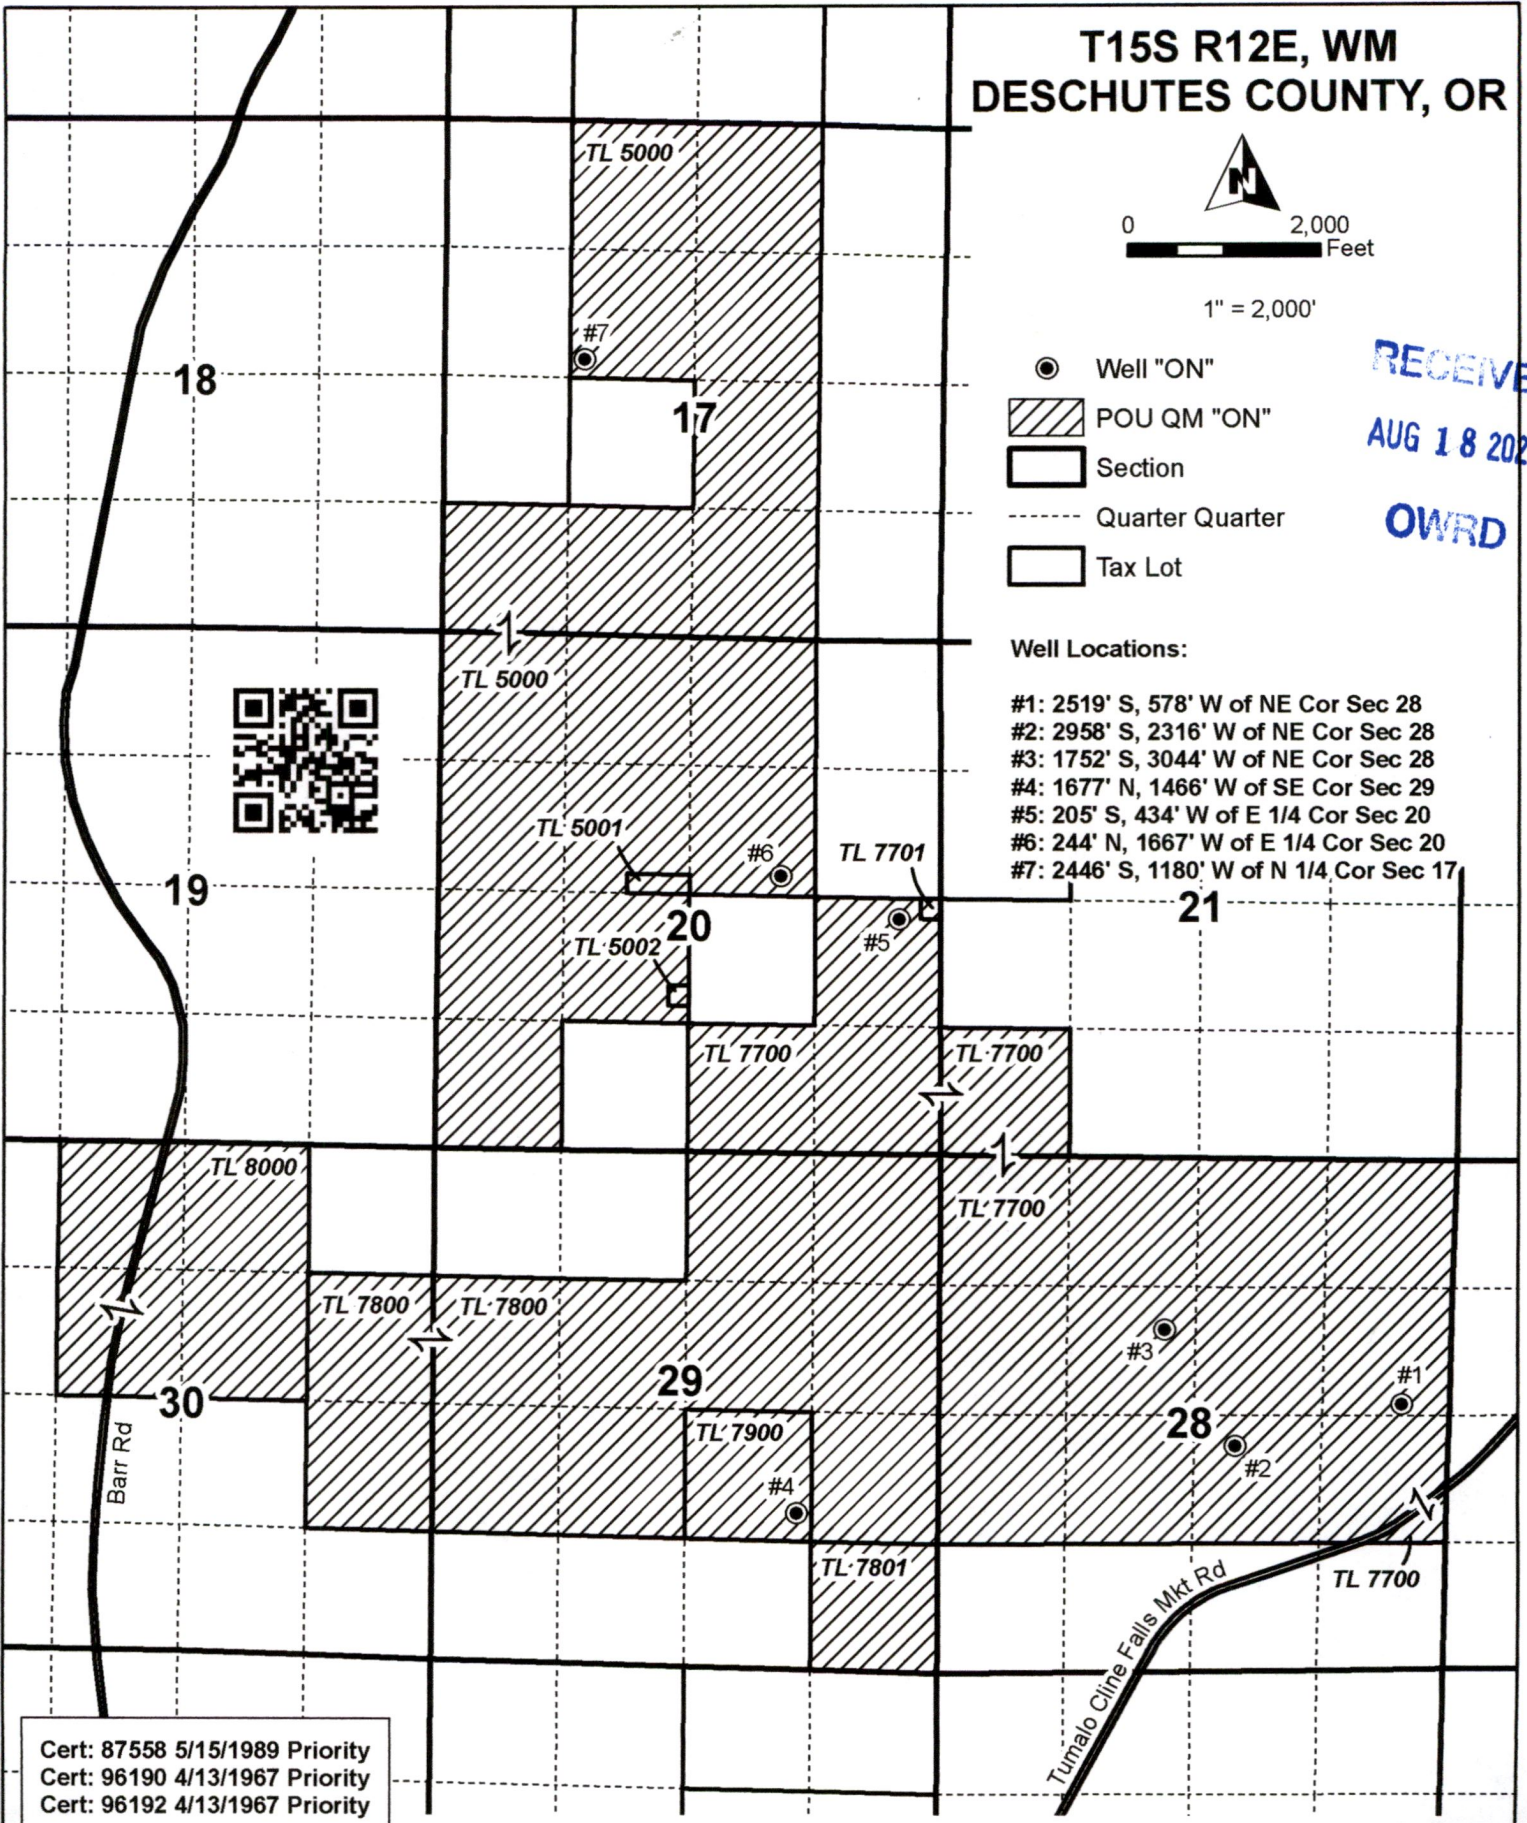 T15S R12E, WM
DESCHUTES COUNTY, OR
N
0 2,000
Feet
1" = 2,000'
Well "ON"
POU QM "ON"
Section
Quarter Quarter
Tax Lot
RECEIVE
AUG 18 202
OWRD
Well Locations:
#1: 2519' S, 578' W of NE Cor Sec 28
#2: 2958' S, 2316' W of NE Cor Sec 28
#3: 1752' S, 3044' W of NE Cor Sec 28
#4: 1677' N, 1466' W of SE Cor Sec 29
#5: 205' S, 434' W of E 1/4 Cor Sec 20
#6: 244' N, 1667' W of E 1/4 Cor Sec 20
#7: 2446' S, 1180' W of N 1/4 Cor Sec 17
TL 5000
#7
18
17
TL 5000
TL 5001
#6
TL 7701
19
20
#5
21
TL 5002
TL 7700
TL 7700
TL 8000
TL 7700
TL 7800
TL 7800
#3
29
#1
30
28
TL 7900
#2
#4
Barr Rd
TL 7801
TL 7700
Tumalo Cline Falls Mkt Rd
Cert: 87558 5/15/1989 Priority
Cert: 96190 4/13/1967 Priority
Cert: 96192 4/13/1967 Priority